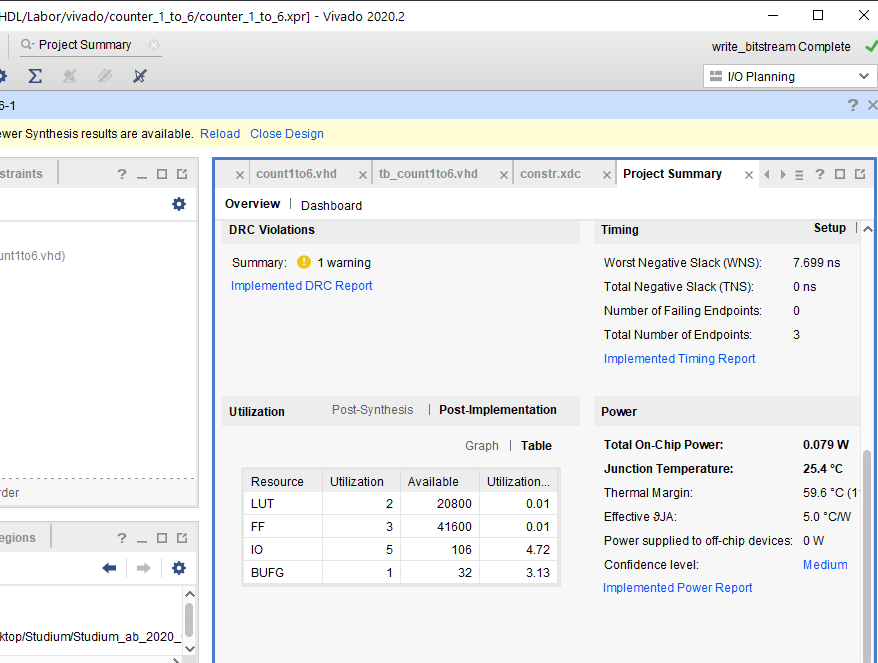 HDL/Labor/vivado/counter_1_to_6/counter_1_to_6.xpr] - Vivado 2020.2
Project Summary
write_bitstream Complete
I/O Planning
6-1
ewer Synthesis results are available. Reload Close Design
straints
unt1to6.vhd)
rder
egions
ktop/Studium/Studium_ab_2020_
count1to6.vhd tb_count1to6.vhd constr.xdc Project Summary
Overview | Dashboard
DRC Violations
Summary: 1 warning
Implemented DRC Report
Timing Setup |
Worst Negative Slack (WNS): 7.699 ns
Total Negative Slack (TNS): 0 ns
Number of Failing Endpoints: 0
Total Number of Endpoints: 3
Implemented Timing Report
Utilization Post-Synthesis | Post-Implementation
Graph | Table
Resource Utilization Available Utilization...
LUT 2 20800 0.01
FF 3 41600 0.01
IO 5 106 4.72
BUFG 1 32 3.13
Power
Total On-Chip Power: 0.079 W
Junction Temperature: 25.4 °C
Thermal Margin: 59.6 °C (1
Effective ϑJA: 5.0 °C/W
Power supplied to off-chip devices: 0 W
Confidence level: Medium
Implemented Power Report